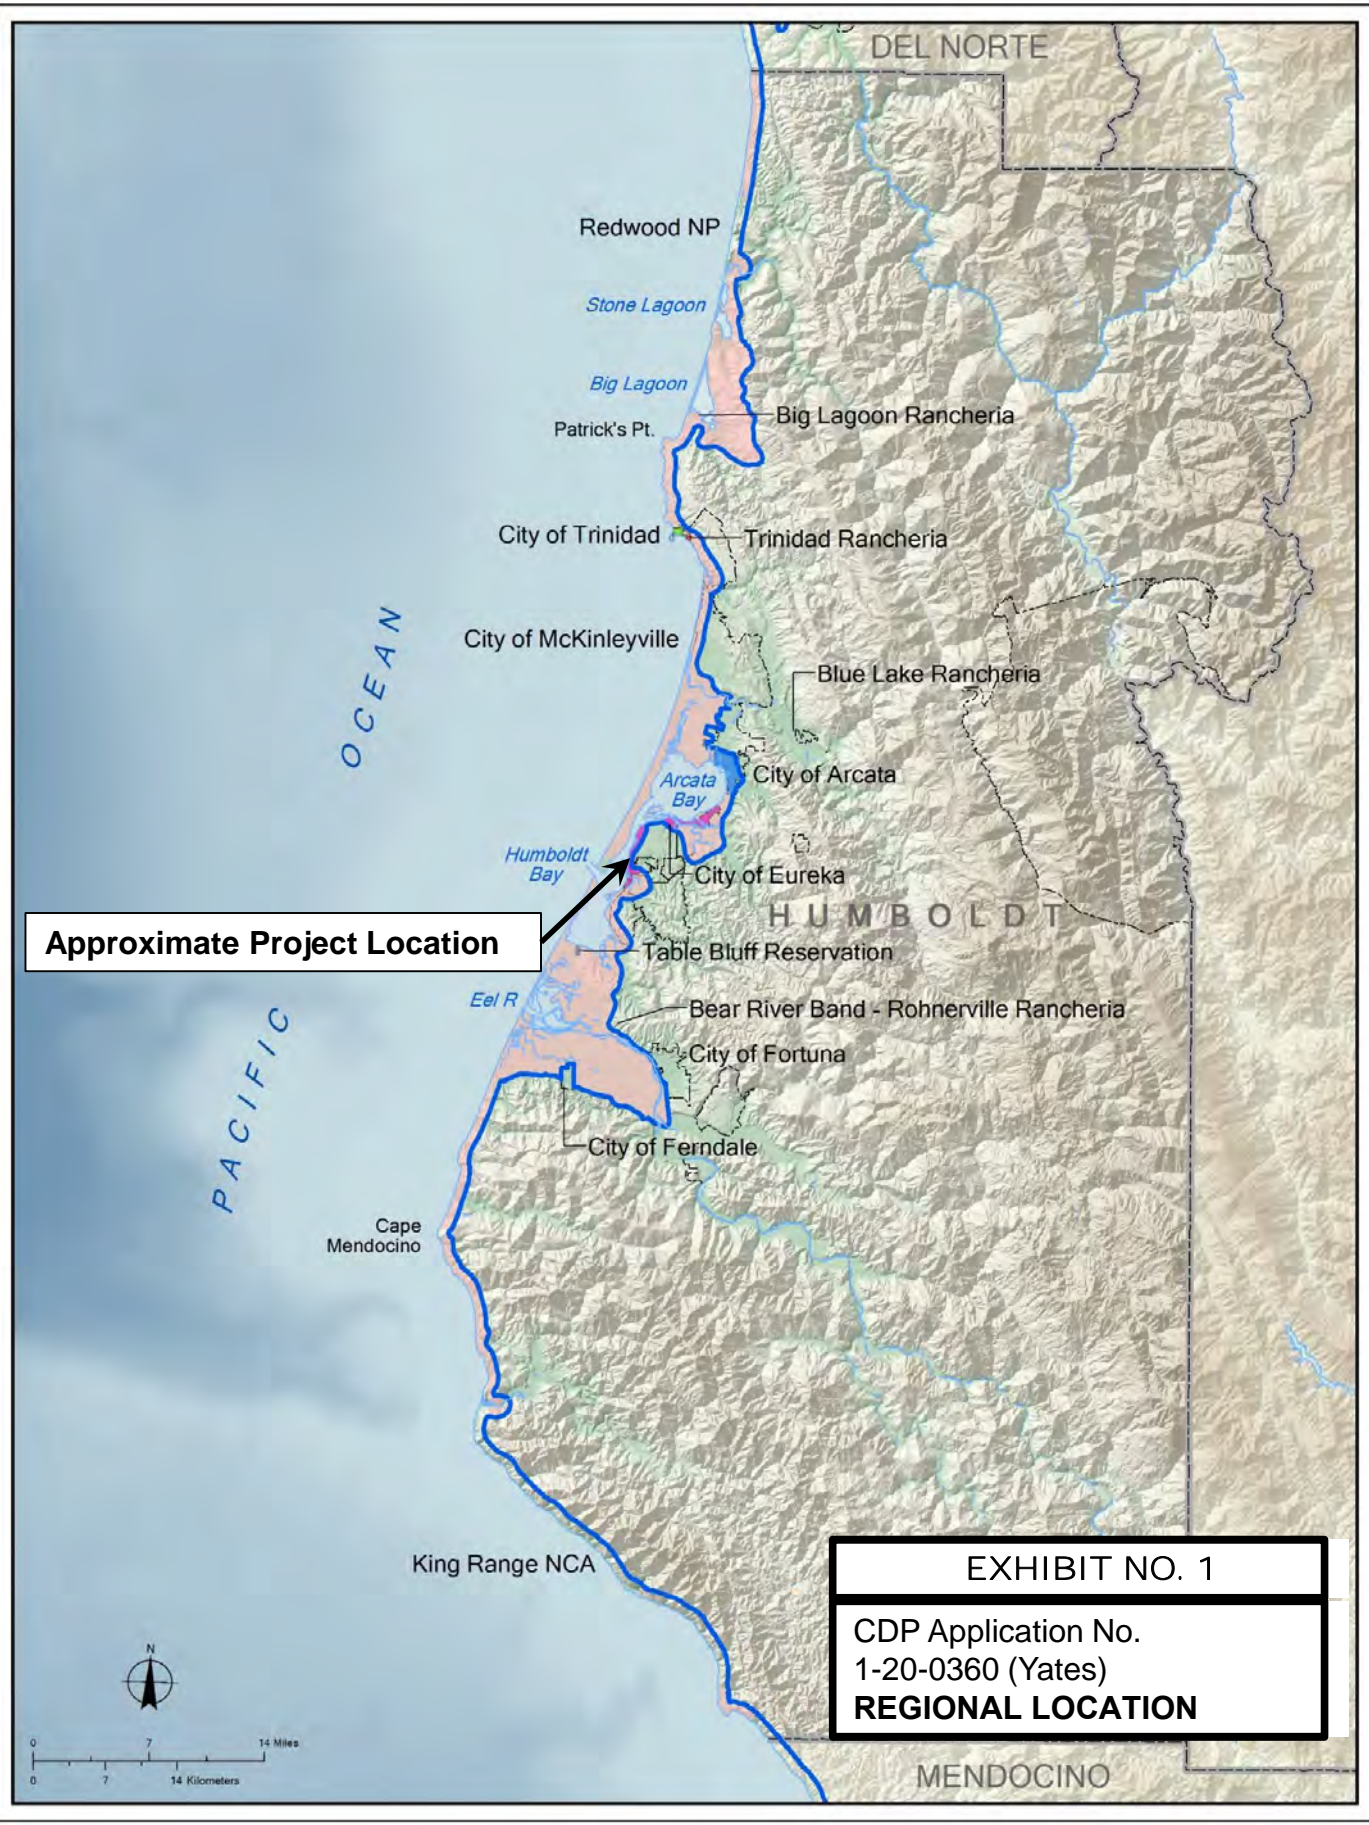 DEL NORTE
Redwood NP
Stone Lagoon
Big Lagoon
Big Lagoon Rancheria
Patrick's Pt.
City of Trinidad
Trinidad Rancheria
OCEAN
City of McKinleyville
Blue Lake Rancheria
City of Arcata
Arcata
Bay
Humboldt
Bay
City of Eureka
HUMBOLDT
Approximate Project Location
Table Bluff Reservation
Eel R
Bear River Band - Rohnerville Rancheria
City of Fortuna
PACIFIC
City of Ferndale
Cape
Mendocino
King Range NCA
EXHIBIT NO. 1
CDP Application No.
1-20-0360 (Yates)
REGIONAL LOCATION
N
0 7 14 Miles
0 7 14 Kilometers
MENDOCINO